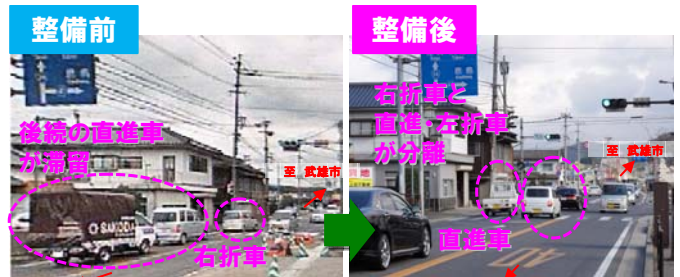 整備前
後続の直進車
が滞留
至 武雄市
SAKODA
右折車
整備後
右折車と
直進・左折車
が分離
至 武雄市
直進車